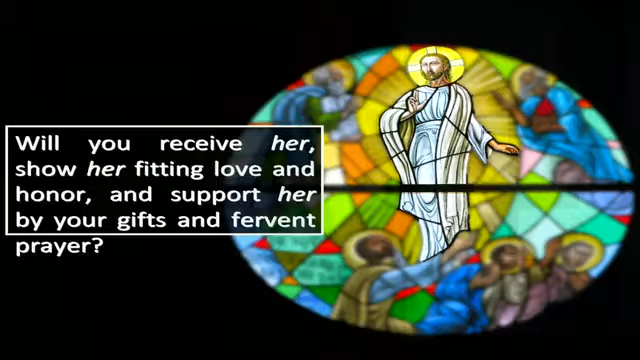 Will you receive her,
show her fitting love and
honor, and support her
by your gifts and fervent
prayer?